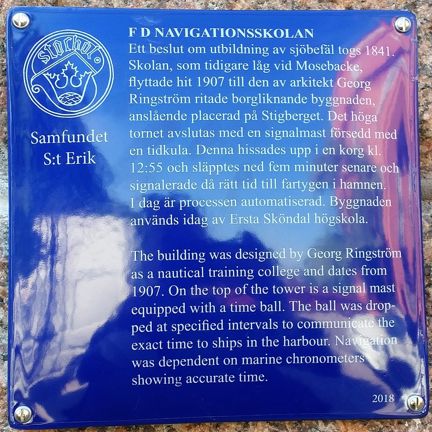 Stockholm
Samfundet
S:t Erik
F D NAVIGATIONSSKOLAN
Ett beslut om utbildning av sjöbefäl togs 1841.
Skolan, som tidigare låg vid Mosebacke,
flyttade hit 1907 till den av arkitekt Georg
Ringström ritade borgliknande byggnaden,
anslående placerad på Stigberget. Det höga
tornet avslutas med en signalmast försedd med
en tidkula. Denna hissades upp i en korg kl.
12:55 och släpptes ned fem minuter senare och
signalerade då rätt tid till fartygen i hamnen.
I dag är processen automatiserad. Byggnaden
används idag av Ersta Sköndal högskola.
The building was designed by Georg Ringström
as a nautical training college and dates from
1907. On the top of the tower is a signal mast
equipped with a time ball. The ball was drop-
ped at specified intervals to communicate the
exact time to ships in the harbour. Navigation
was dependent on marine chronometers
showing accurate time.
2018